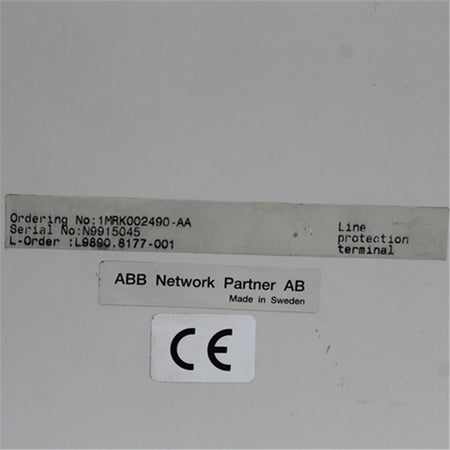 Ordering No:1MRK002490-AA
Serial No:N9915045
L-Order :L9890.8177-001
Line
protection
terminal
ABB Network Partner AB
Made in Sweden
CE